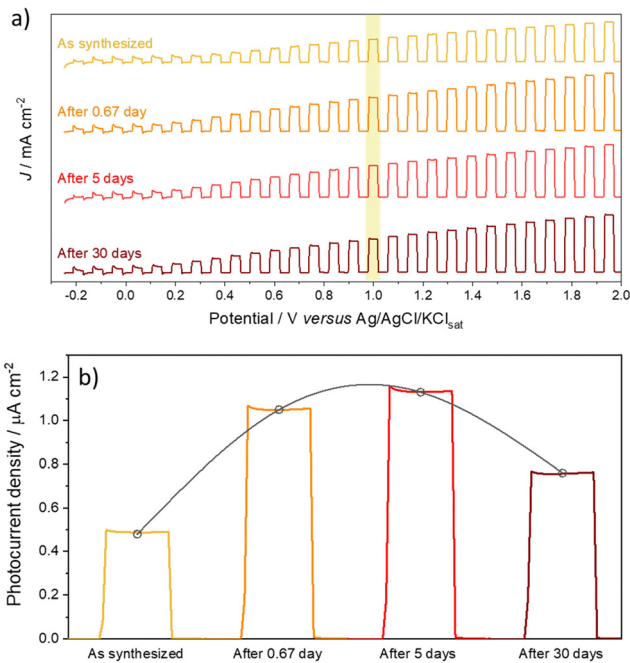 a)
As synthesized
After 0.67 day
After 5 days
After 30 days
J / mA cm⁻²
-0.2 0.0 0.2 0.4 0.6 0.8 1.0 1.2 1.4 1.6 1.8 2.0
Potential / V versus Ag/AgCl/KClsat
b)
Photocurrent density / μA cm⁻²
1.2
1.0
0.8
0.6
0.4
0.2
0.0
As synthesized After 0.67 day After 5 days After 30 days